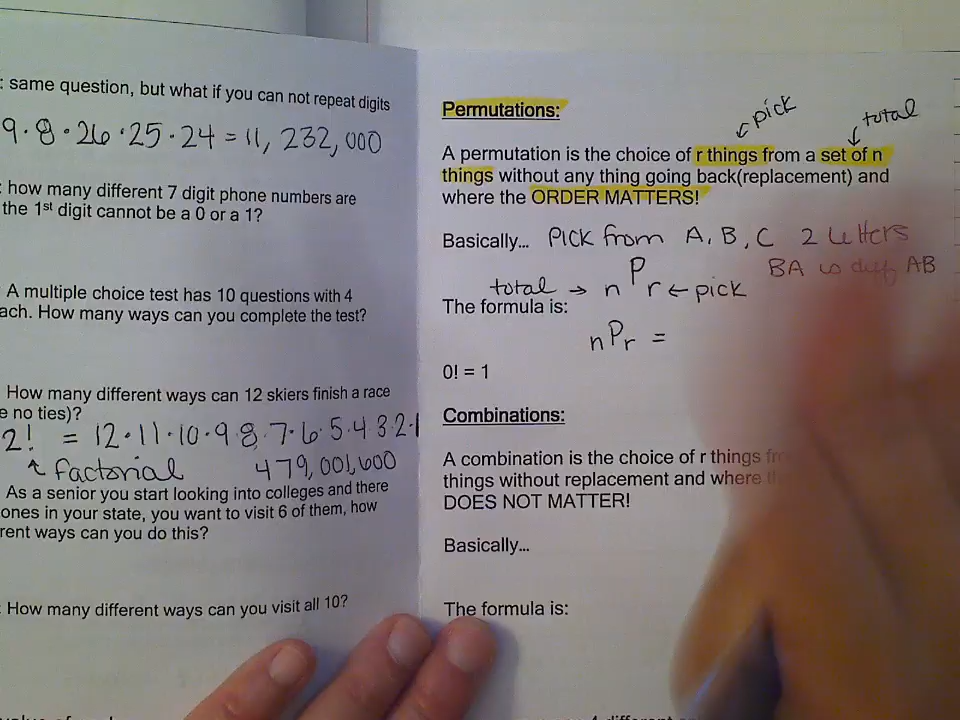 : same question, but what if you can not repeat digits
9·8·26·25·24 = 11, 232,000
: how many different 7 digit phone numbers are
the 1st digit cannot be a 0 or a 1?
: A multiple choice test has 10 questions with 4
ach. How many ways can you complete the test?
How many different ways can 12 skiers finish a race
e no ties)?
2! = 12·11·10·9·8·7·6·5·4·3·2·1
factorial 479,001,600
As a senior you start looking into colleges and there
ones in your state, you want to visit 6 of them, how
rent ways can you do this?
: How many different ways can you visit all 10?
pick
total
Permutations:
A permutation is the choice of r things from a set of n
things without any thing going back(replacement) and
where the ORDER MATTERS!
Basically... Pick from A, B, C 2 letters
BA is diff AB
total → nPr ← pick
The formula is:
nPr =
0! = 1
Combinations:
A combination is the choice of r things
things without replacement and where
DOES NOT MATTER!
Basically...
The formula is: